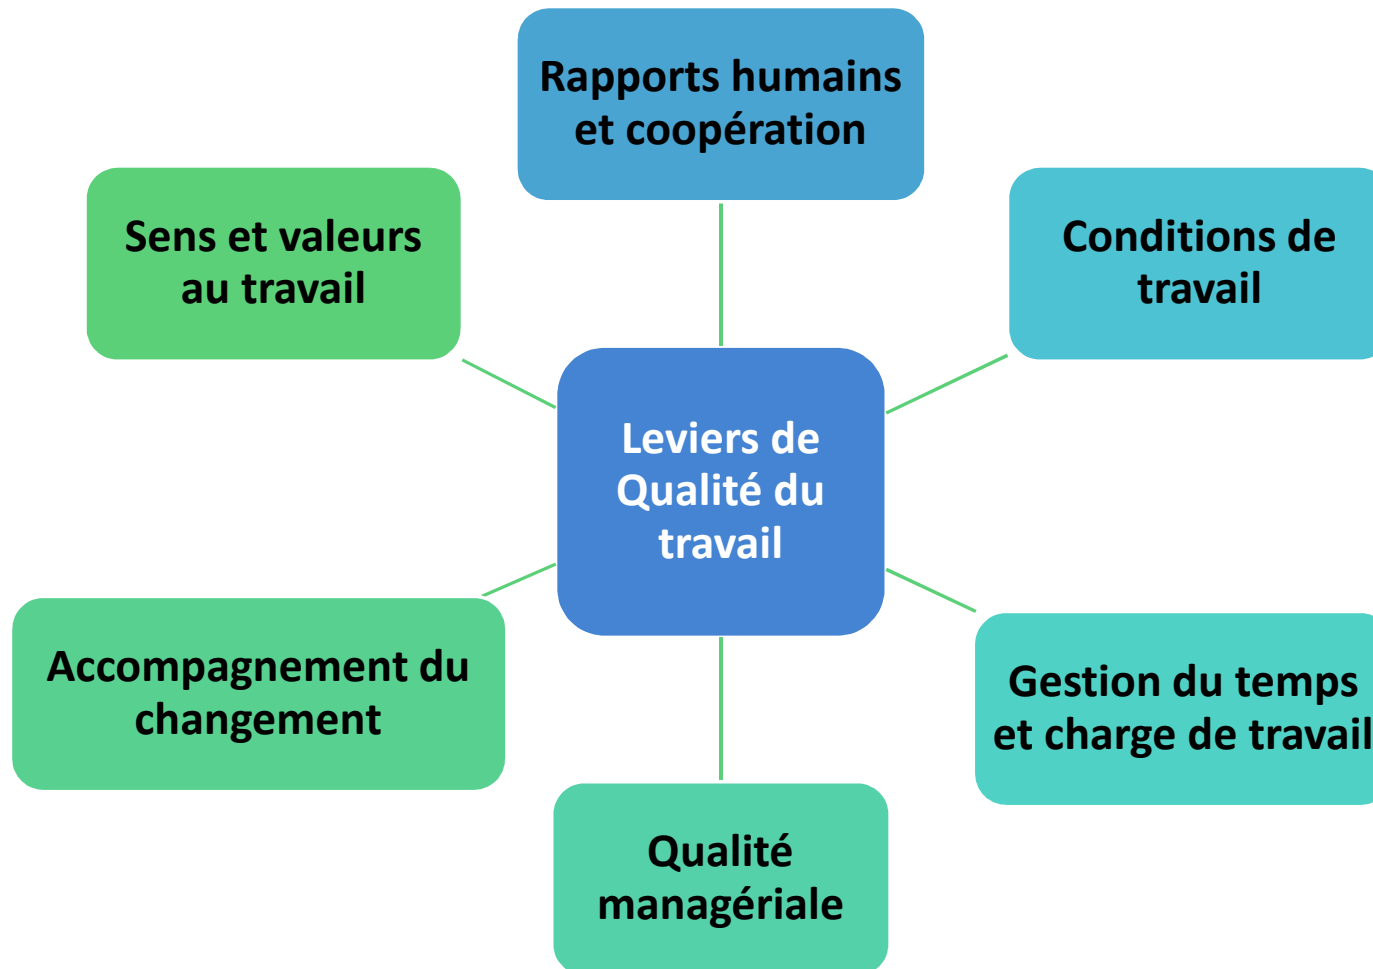 Rapports humains
et coopération
Sens et valeurs
au travail
Conditions de
travail
Leviers de
Qualité du
travail
Accompagnement du
changement
Gestion du temps
et charge de travail
Qualité
managériale